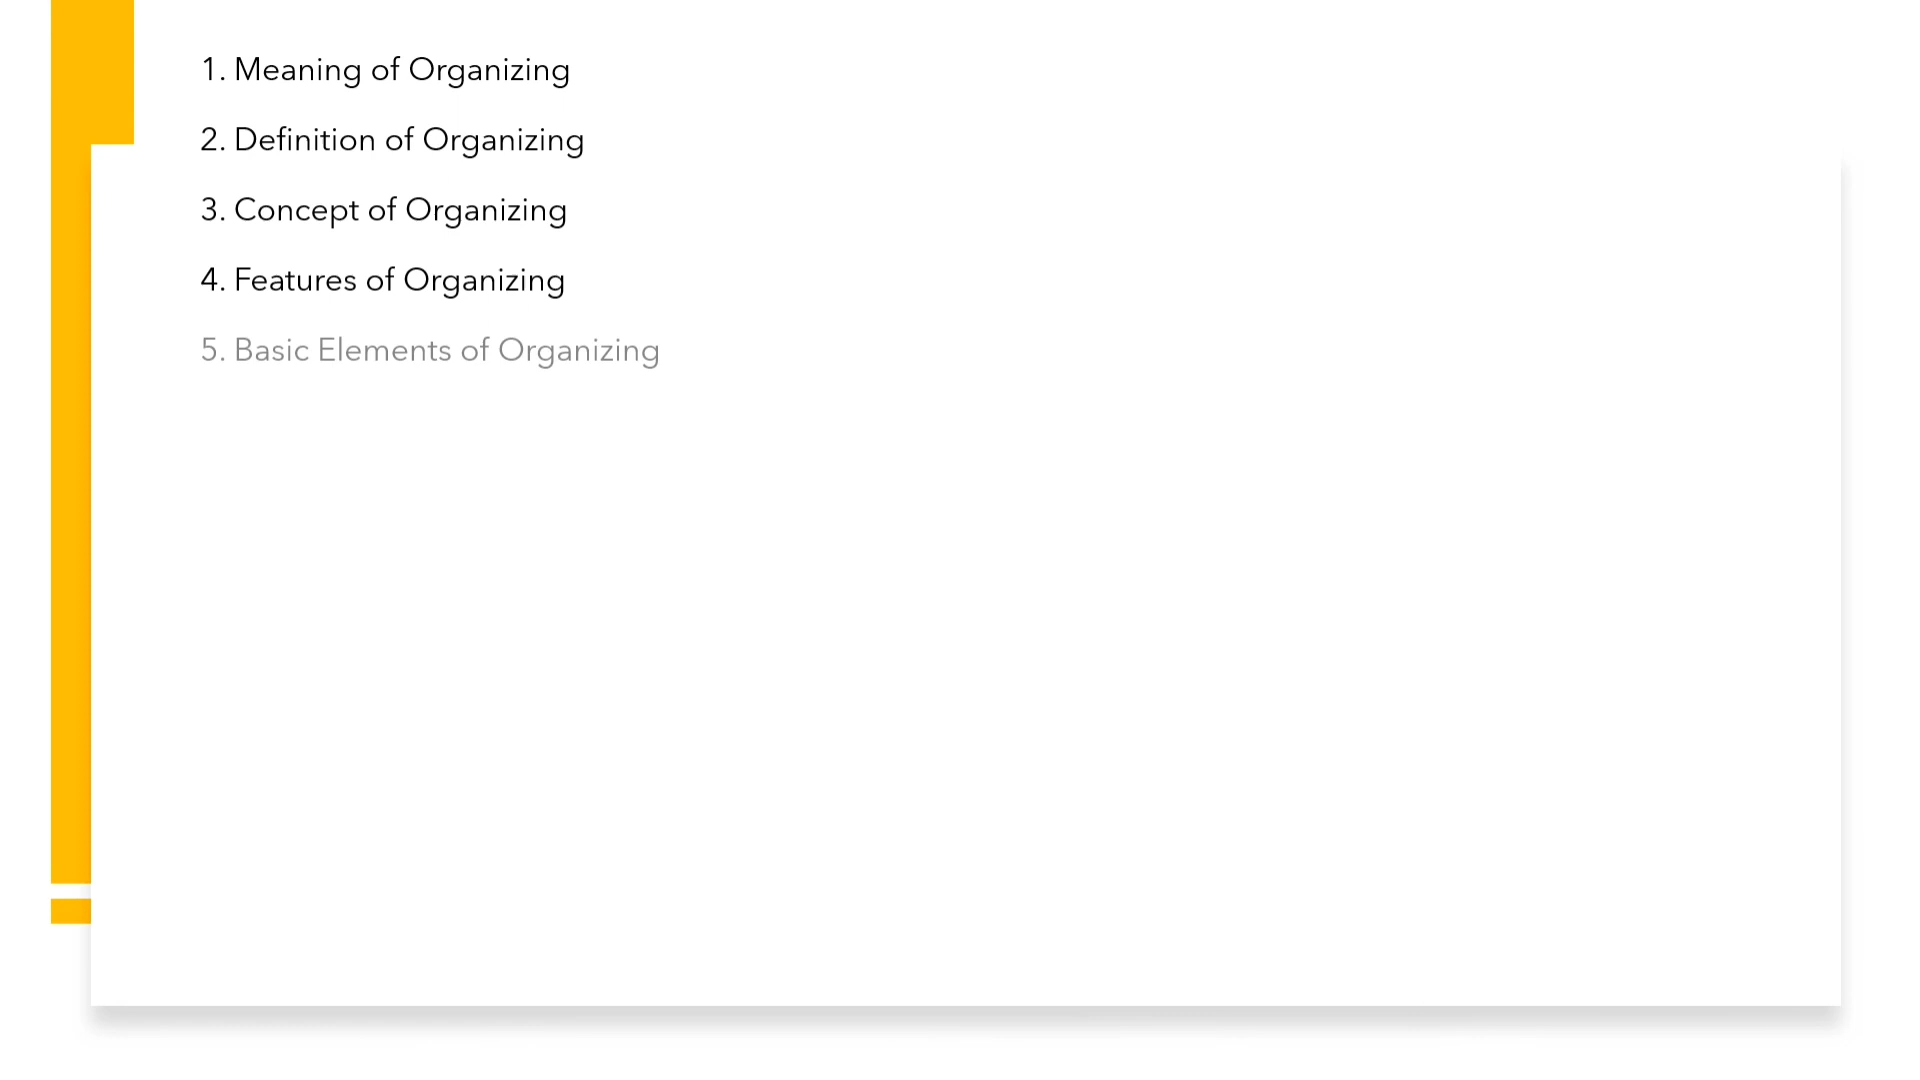 1. Meaning of Organizing
2. Definition of Organizing
3. Concept of Organizing
4. Features of Organizing
5. Basic Elements of Organizing